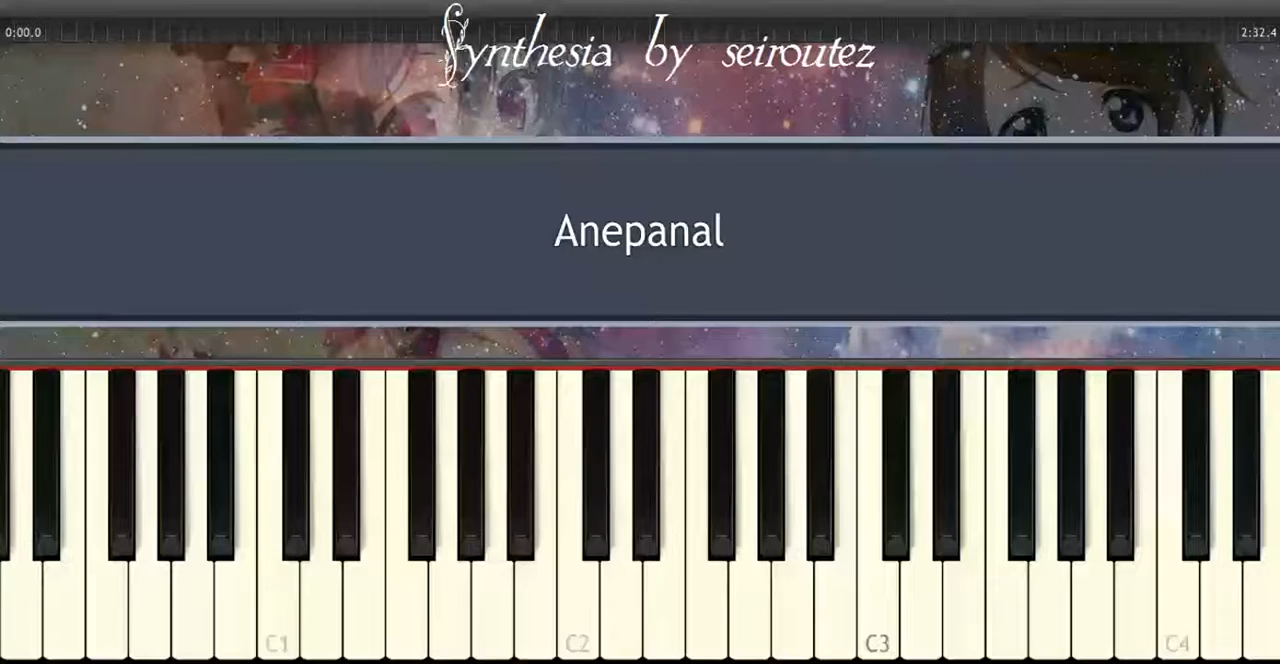 Synthesia by seiroutez
0:00.0
2:32.4
Anepanal
C1
C2
C3
C4